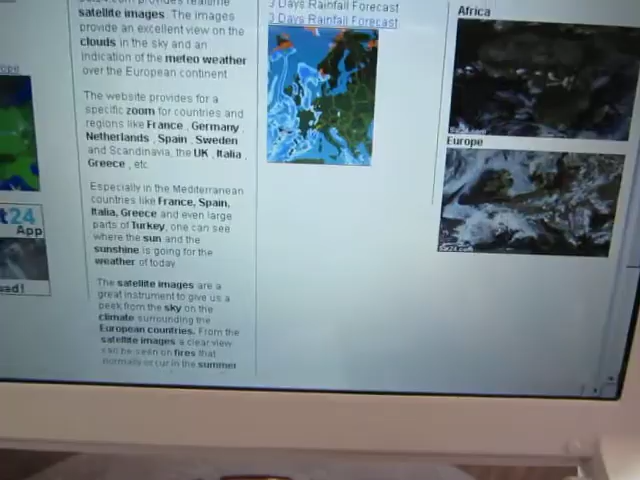 satellite images. The images
provide an excellent view on the
clouds in the sky and an
indication of the meteo weather
over the European continent
The website provides for a
specific zoom for countries and
regions like France, Germany,
Netherlands, Spain, Sweden
and Scandinavia, the UK, Italia,
Greece, etc.
Especially in the Mediterranean
countries like France, Spain,
Italia, Greece and even large
parts of Turkey, one can see
where the sun and the
sunshine is going for the
weather of today
The satellite images are a
great instrument to give us a
peek from the sky on the
climate surrounding the
European countries. From the
satellite images a clear view
can be seen on fires that
normally occur in the summer
t24
App
3 Days Rainfall Forecast
3 Days Rainfall Forecast
Africa
Europe